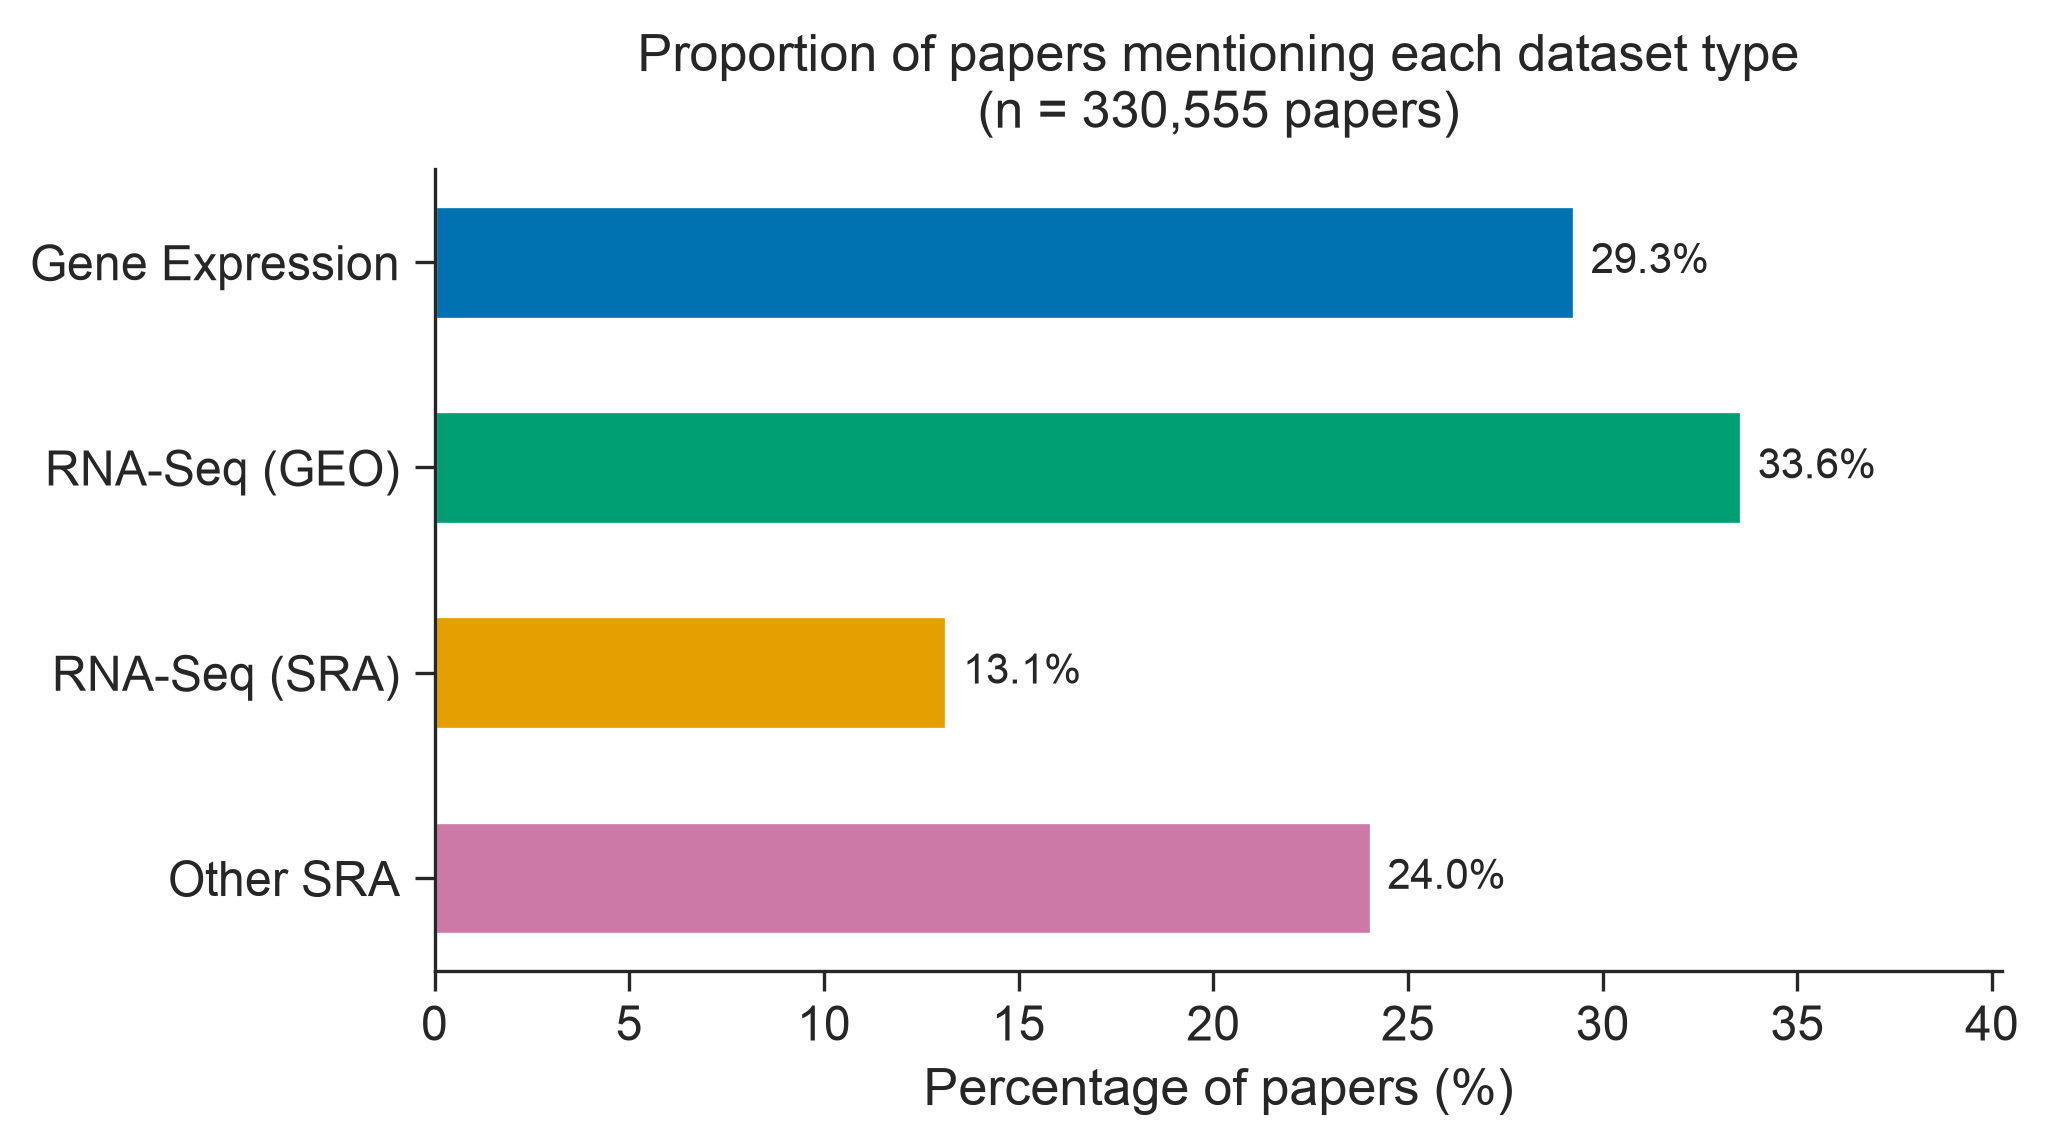 Proportion of papers mentioning each dataset type
(n = 330,555 papers)
Gene Expression
29.3%
RNA-Seq (GEO)
33.6%
RNA-Seq (SRA)
13.1%
Other SRA
24.0%
0 5 10 15 20 25 30 35 40
Percentage of papers (%)